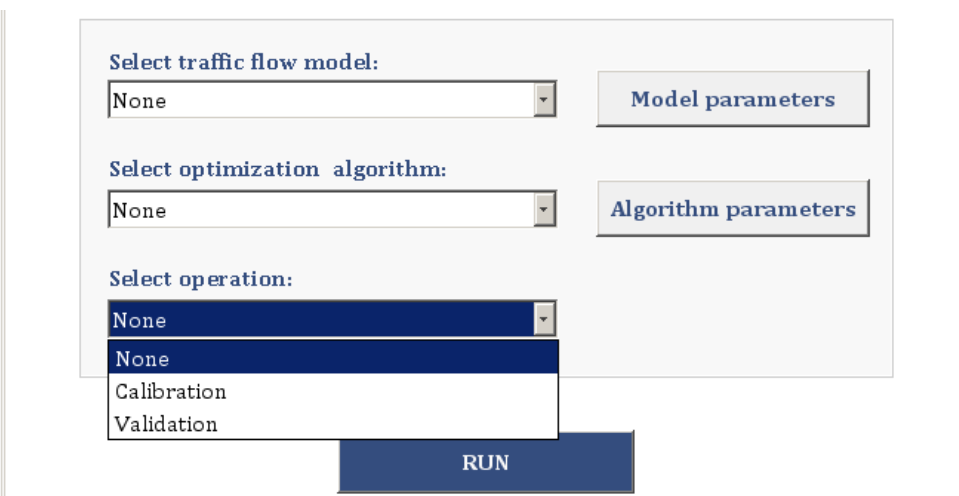 Select traffic flow model:
None
Model parameters
Select optimization algorithm:
None
Algorithm parameters
Select operation:
None
None
Calibration
Validation
RUN